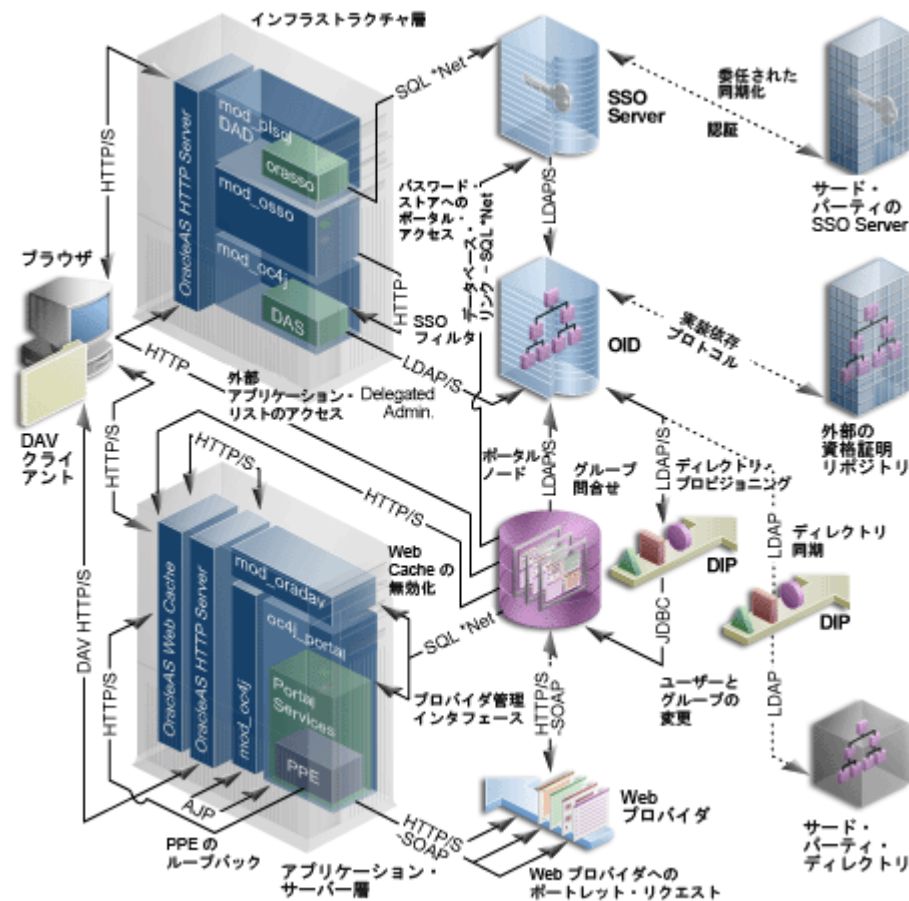 インフラストラクチャ層
SQL *Net
mod_plsql
DAD
orasso
OracleAS HTTP Server
mod_osso
mod_oc4j
DAS
HTTP/S
HTTP
SSO
フィルタ
LDAP/S
SSO
Server
委任された
同期化
認証
サード・
パーティの
SSO Server
パスワード・
ストアへの
ポータル・
アクセス
データベース・
リンク – SQL *Net
LDAP/S
ブラウザ
OID
実装依存
プロトコル
外部の
資格証明
リポジトリ
HTTP
外部
アプリケーション・
リストのアクセス
Delegated
Admin.
DAV
クライ
アント
HTTP/S
HTTP/S
HTTP/S
ポータル・
ノード
LDAP/S
グループ
問合せ
LDAP/S
ディレクトリ・
プロビジョニング
LDAP
ディレクトリ
同期
DIP
DIP
JDBC
Web
Cache の
無効化
mod_oradav
OracleAS Web Cache
OracleAS HTTP Server
mod_oc4j
oc4j_portal
Portal
Services
PPE
SQL *Net
プロバイダ管理
インタフェース
DAV HTTP/S
HTTP/S
HTTP/S
-SOAP
ユーザーと
グループの
変更
LDAP
AJP
PPE の
ループバック
HTTP/S
-SOAP
アプリケーション・
サーバー層
Web
プロバイダ
Web プロバイダへの
ポートレット・リクエスト
サード・
パーティ・
ディレクトリ